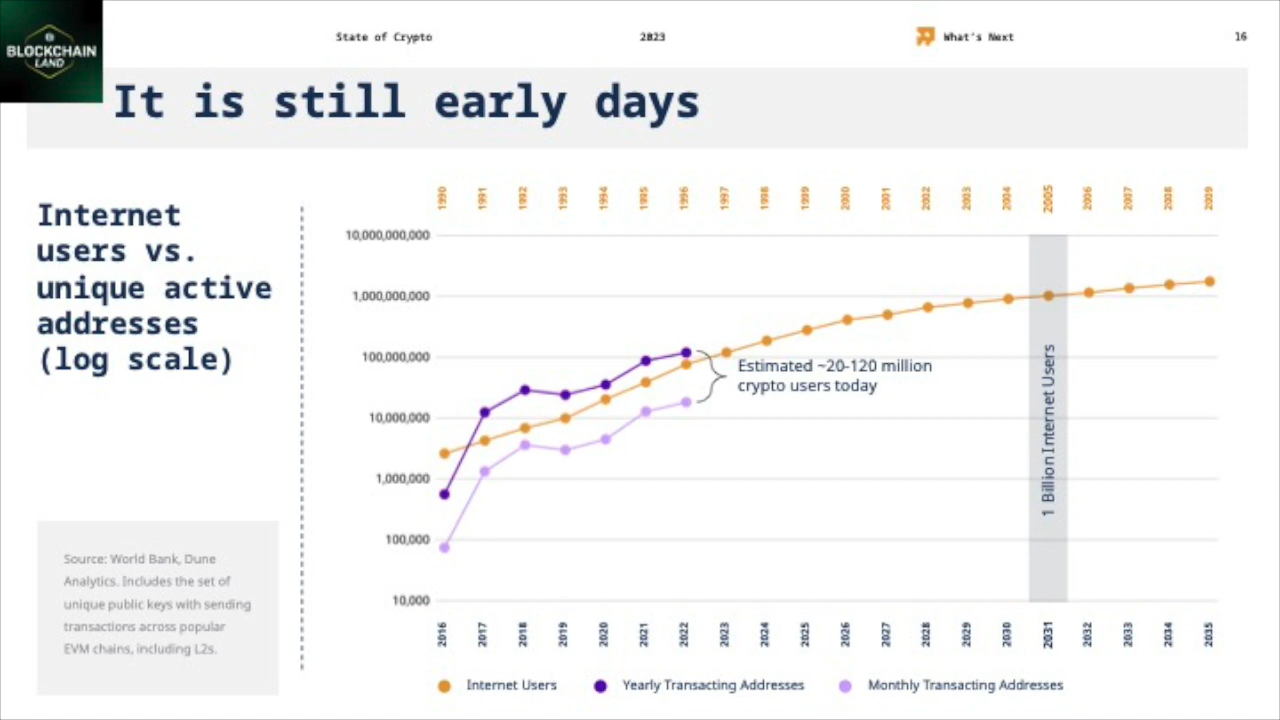 BLOCKCHAIN
LAND
State of Crypto
2023
What's Next
16
It is still early days
Internet
users vs.
unique active
addresses
(log scale)
Source: World Bank, Dune
Analytics. Includes the set of
unique public keys with sending
transactions across popular
EVM chains, including L2s.
1990 1991 1992 1993 1994 1995 1996 1997 1998 1999 2000 2001 2002 2003 2004 2005 2006 2007 2008 2009
10,000,000,000
1,000,000,000
100,000,000
10,000,000
1,000,000
100,000
10,000
Estimated ~20-120 million
crypto users today
1 Billion Internet Users
2016 2017 2018 2019 2020 2021 2022 2023 2024 2025 2026 2027 2028 2029 2030 2031 2032 2033 2034 2035
Internet Users
Yearly Transacting Addresses
Monthly Transacting Addresses